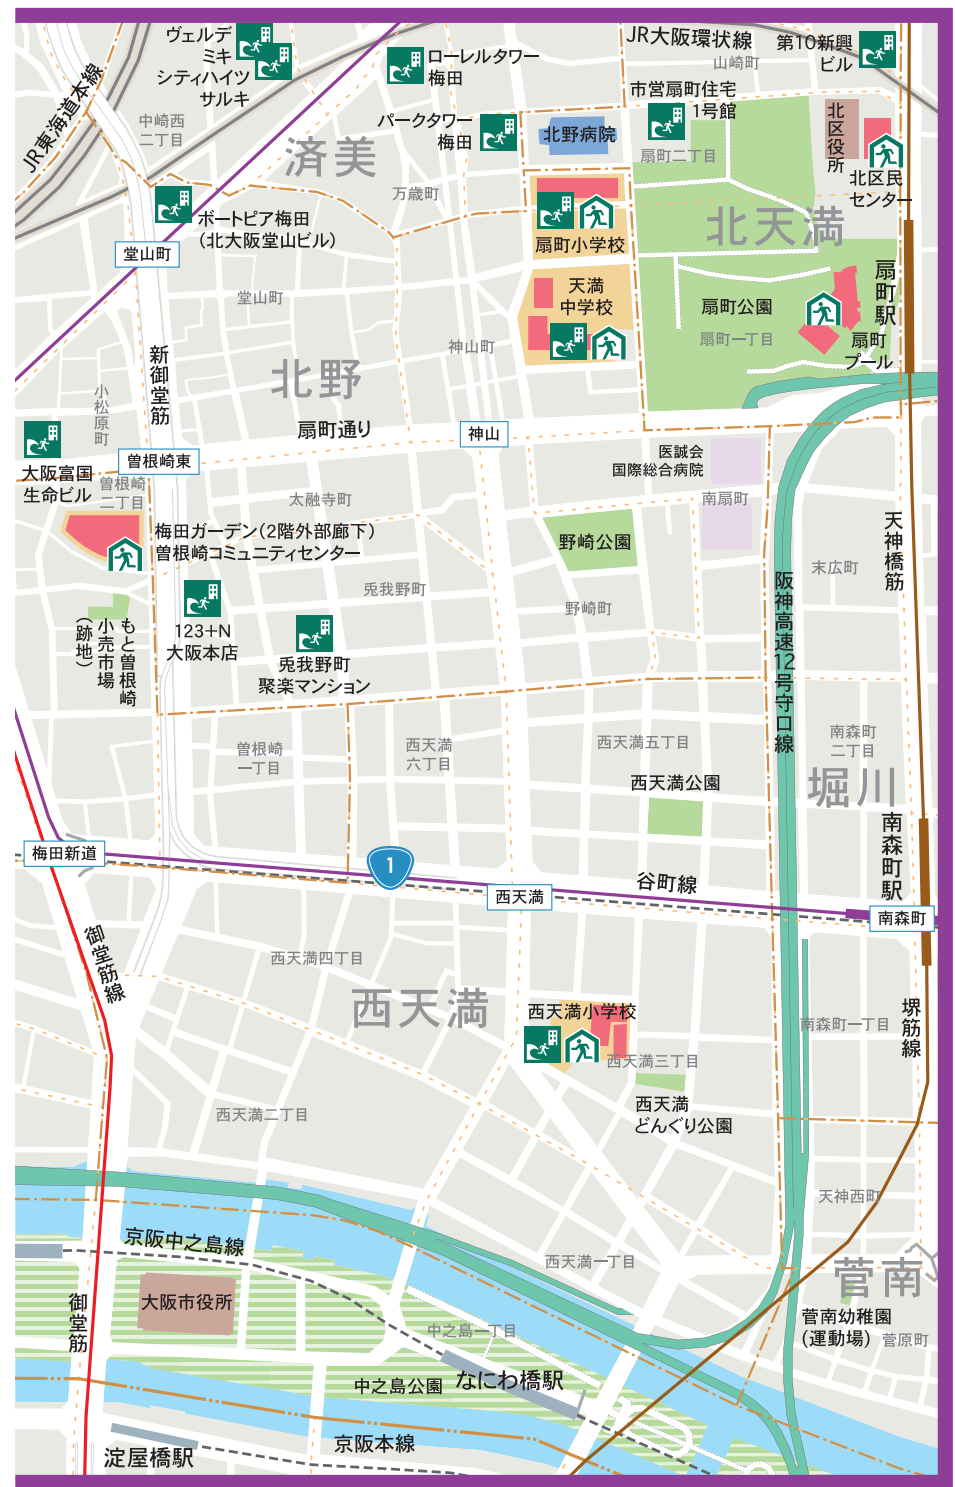 ヴェルデ
ミキ
シティハイツ
サルキ
ローレルタワー
梅田
JR大阪環状線
山崎町
第10新興
ビル
JR東海道本線
中崎西
二丁目
済美
パークタワー
梅田
北野病院
市営扇町住宅
1号館
扇町二丁目
北区役所
北区民
センター
万歳町
ボートピア梅田
(北大阪堂山ビル)
堂山町
扇町小学校
北天満
堂山町
天満
中学校
扇町公園
扇町一丁目
扇町駅
扇町
プール
神山町
新御堂筋
北野
小松原町
扇町通り
神山
大阪富国
生命ビル
曽根崎東
曽根崎
二丁目
太融寺町
医誠会
国際総合病院
南扇町
天神橋筋
梅田ガーデン(2階外部廊下)
曽根崎コミュニティセンター
野崎公園
兎我野町
野崎町
末広町
阪神高速12号守口線
もと曽根崎
小売市場
(跡地)
123+N
大阪本店
兎我野町
聚楽マンション
曽根崎
一丁目
西天満
六丁目
西天満五丁目
南森町
二丁目
西天満公園
堀川
梅田新道
1
谷町線
南森町駅
西天満
南森町
御堂筋線
西天満四丁目
西天満
西天満小学校
西天満三丁目
南森町一丁目
堺筋線
西天満二丁目
西天満
どんぐり公園
天神西町
京阪中之島線
西天満一丁目
菅南
大阪市役所
御堂筋
中之島一丁目
菅南幼稚園
(運動場)
菅原町
中之島公園
なにわ橋駅
京阪本線
淀屋橋駅